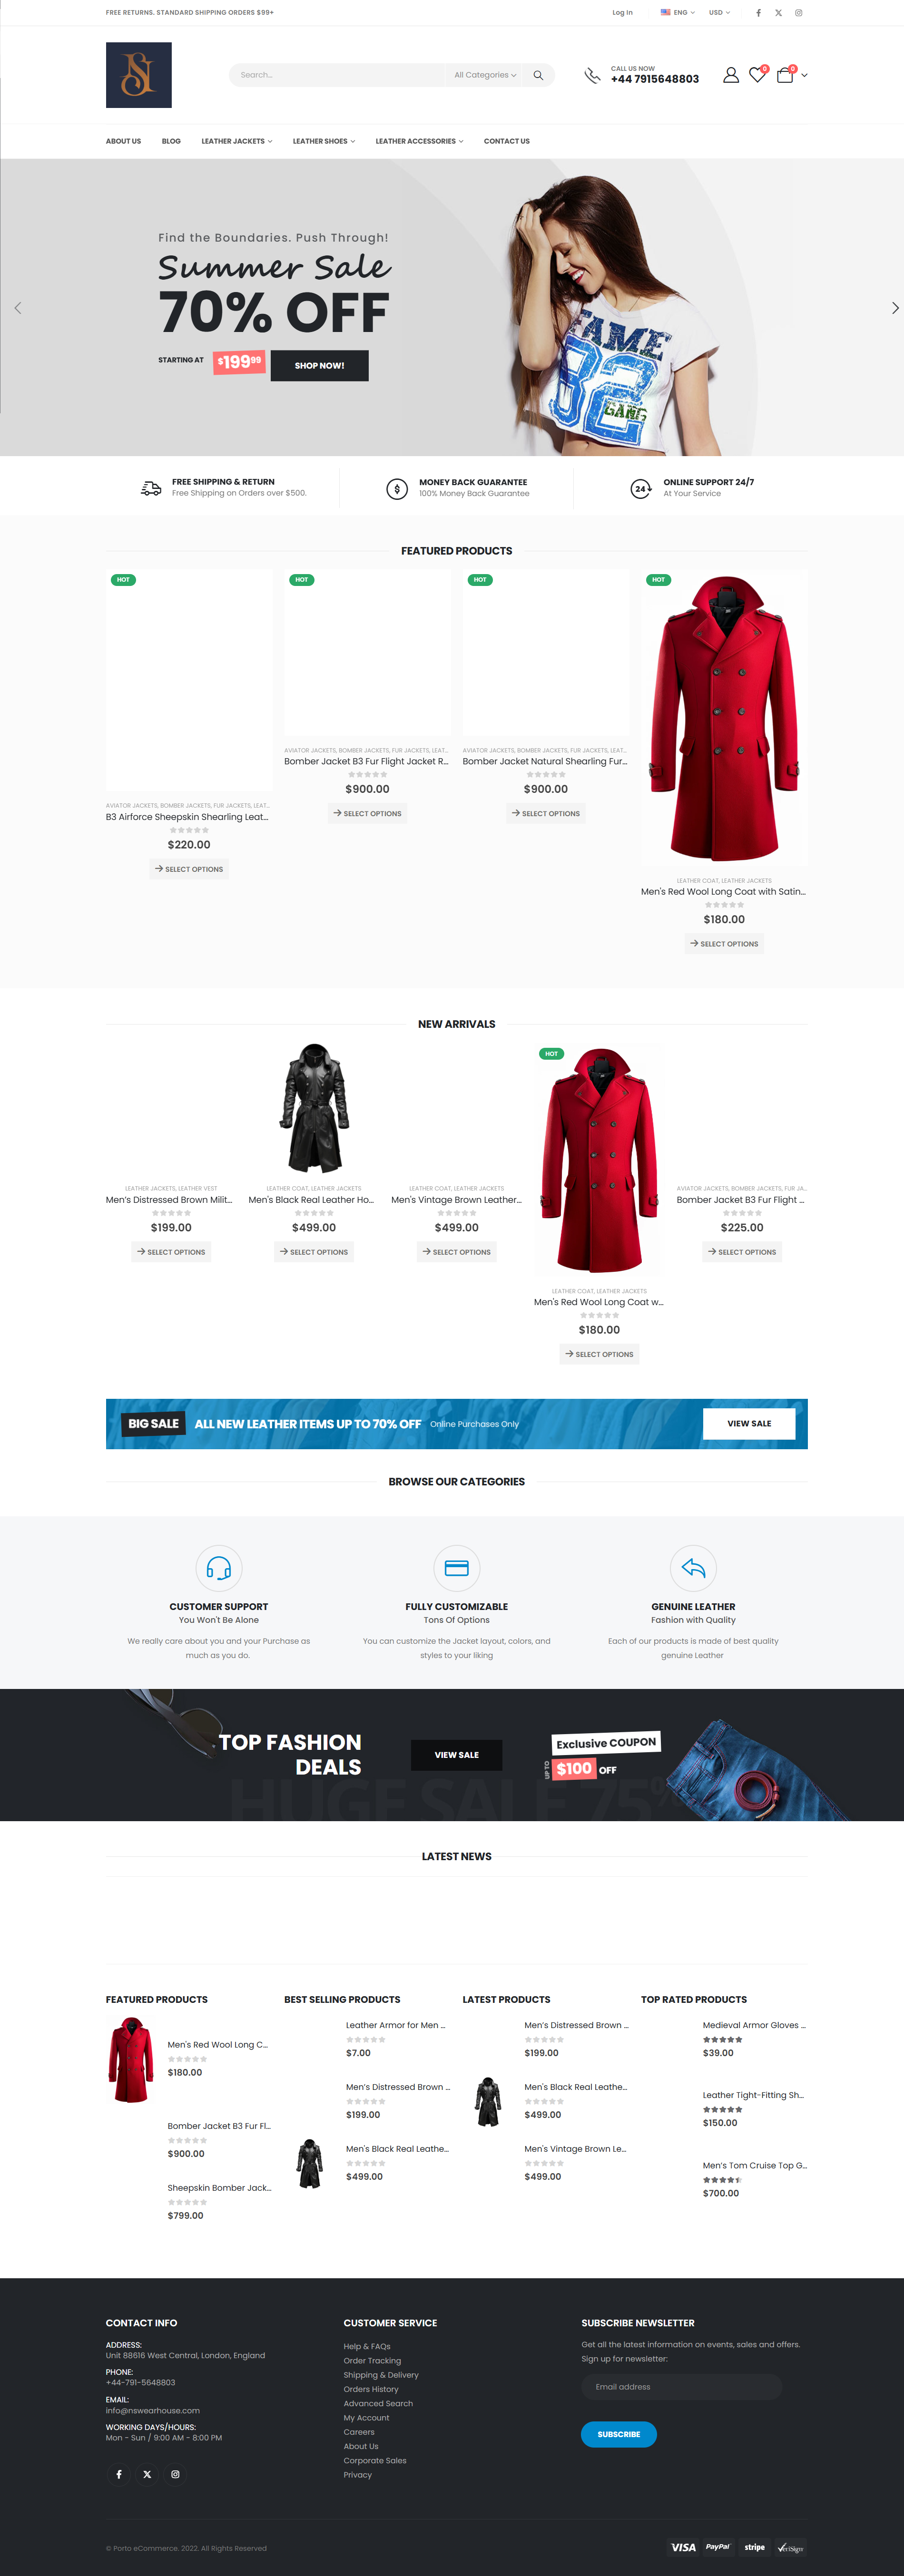 FREE RETURNS. STANDARD SHIPPING ORDERS $99+
Log In
ENG
USD
NS
Search...
All Categories
CALL US NOW
+44 7915648803
0
0
ABOUT US
BLOG
LEATHER JACKETS
LEATHER SHOES
LEATHER ACCESSORIES
CONTACT US
Find the Boundaries. Push Through!
Summer Sale
70% OFF
STARTING AT
$19999
SHOP NOW!
FAME
82
GANG
FREE SHIPPING & RETURN
Free Shipping on Orders over $500.
MONEY BACK GUARANTEE
100% Money Back Guarantee
24
ONLINE SUPPORT 24/7
At Your Service
FEATURED PRODUCTS
HOT
AVIATOR JACKETS, BOMBER JACKETS, FUR JACKETS, LEAT...
B3 Airforce Sheepskin Shearling Leat...
$220.00
SELECT OPTIONS
HOT
AVIATOR JACKETS, BOMBER JACKETS, FUR JACKETS, LEAT...
Bomber Jacket B3 Fur Flight Jacket R...
$900.00
SELECT OPTIONS
HOT
AVIATOR JACKETS, BOMBER JACKETS, FUR JACKETS, LEAT...
Bomber Jacket Natural Shearling Fur...
$900.00
SELECT OPTIONS
HOT
LEATHER COAT, LEATHER JACKETS
Men's Red Wool Long Coat with Satin...
$180.00
SELECT OPTIONS
NEW ARRIVALS
LEATHER JACKETS, LEATHER VEST
Men's Distressed Brown Milit...
$199.00
SELECT OPTIONS
LEATHER COAT, LEATHER JACKETS
Men's Black Real Leather Ho...
$499.00
SELECT OPTIONS
LEATHER COAT, LEATHER JACKETS
Men's Vintage Brown Leather...
$499.00
SELECT OPTIONS
HOT
LEATHER COAT, LEATHER JACKETS
Men's Red Wool Long Coat w...
$180.00
SELECT OPTIONS
AVIATOR JACKETS, BOMBER JACKETS, FUR JA...
Bomber Jacket B3 Fur Flight ...
$225.00
SELECT OPTIONS
BIG SALE
ALL NEW LEATHER ITEMS UP TO 70% OFF
Online Purchases Only
VIEW SALE
BROWSE OUR CATEGORIES
CUSTOMER SUPPORT
You Won't Be Alone
We really care about you and your Purchase as
much as you do.
FULLY CUSTOMIZABLE
Tons Of Options
You can customize the Jacket layout, colors, and
styles to your liking
GENUINE LEATHER
Fashion with Quality
Each of our products is made of best quality
genuine Leather
TOP FASHION
DEALS
VIEW SALE
Exclusive COUPON
UP TO
$100
OFF
HUGE SALE 75%
LATEST NEWS
FEATURED PRODUCTS
Men's Red Wool Long C...
$180.00
Bomber Jacket B3 Fur Fl...
$900.00
Sheepskin Bomber Jack...
$799.00
BEST SELLING PRODUCTS
Leather Armor for Men ...
$7.00
Men's Distressed Brown ...
$199.00
Men's Black Real Leathe...
$499.00
LATEST PRODUCTS
Men's Distressed Brown ...
$199.00
Men's Black Real Leathe...
$499.00
Men's Vintage Brown Le...
$499.00
TOP RATED PRODUCTS
Medieval Armor Gloves ...
$39.00
Leather Tight-Fitting Sh...
$150.00
Men's Tom Cruise Top G...
$700.00
CONTACT INFO
ADDRESS:
Unit 88616 West Central, London, England
PHONE:
+44-791-5648803
EMAIL:
info@nswearhouse.com
WORKING DAYS/HOURS:
Mon - Sun / 9:00 AM - 8:00 PM
CUSTOMER SERVICE
Help & FAQs
Order Tracking
Shipping & Delivery
Orders History
Advanced Search
My Account
Careers
About Us
Corporate Sales
Privacy
SUBSCRIBE NEWSLETTER
Get all the latest information on events, sales and offers.
Sign up for newsletter:
Email address
SUBSCRIBE
© Porto eCommerce. 2022. All Rights Reserved
VISA
PayPal
stripe
VeriSign